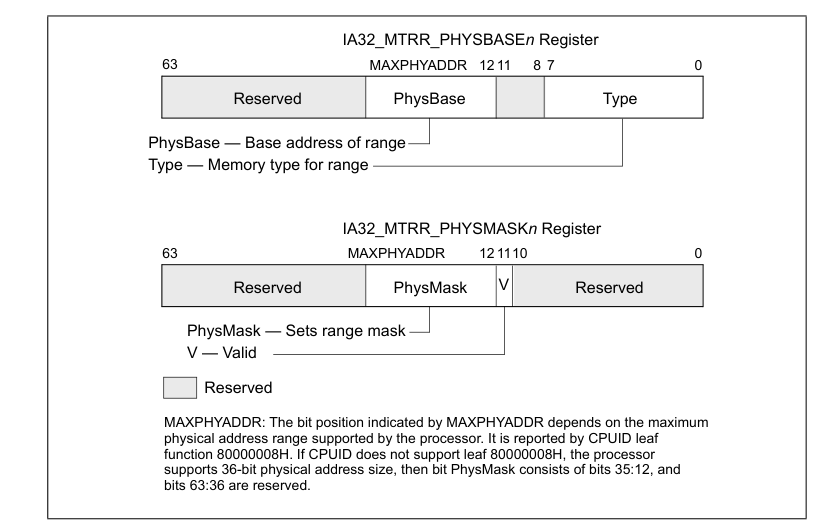 IA32_MTRR_PHYSBASEn Register
63 MAXPHYADDR 12 11 8 7 0
Reserved PhysBase Type
PhysBase — Base address of range
Type — Memory type for range
IA32_MTRR_PHYSMASKn Register
63 MAXPHYADDR 12 11 10 0
Reserved PhysMask V Reserved
PhysMask — Sets range mask
V — Valid
Reserved
MAXPHYADDR: The bit position indicated by MAXPHYADDR depends on the maximum
physical address range supported by the processor. It is reported by CPUID leaf
function 80000008H. If CPUID does not support leaf 80000008H, the processor
supports 36-bit physical address size, then bit PhysMask consists of bits 35:12, and
bits 63:36 are reserved.